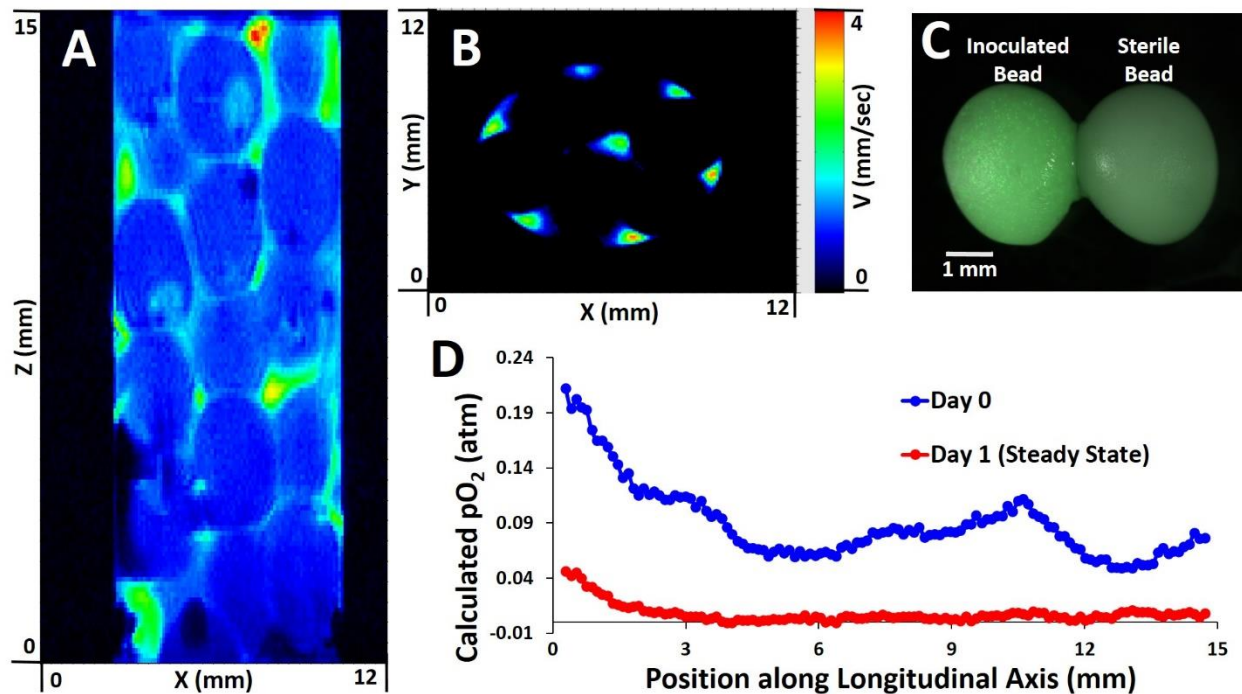 A
15
Z (mm)
0
0
X (mm)
12
B
12
Y (mm)
0
0
X (mm)
12
4
V (mm/sec)
0
C
Inoculated
Bead
Sterile
Bead
1 mm
D
0.24
0.19
0.14
0.09
0.04
-0.01
Calculated pO₂ (atm)
Day 0
Day 1 (Steady State)
0
3
6
9
12
15
Position along Longitudinal Axis (mm)